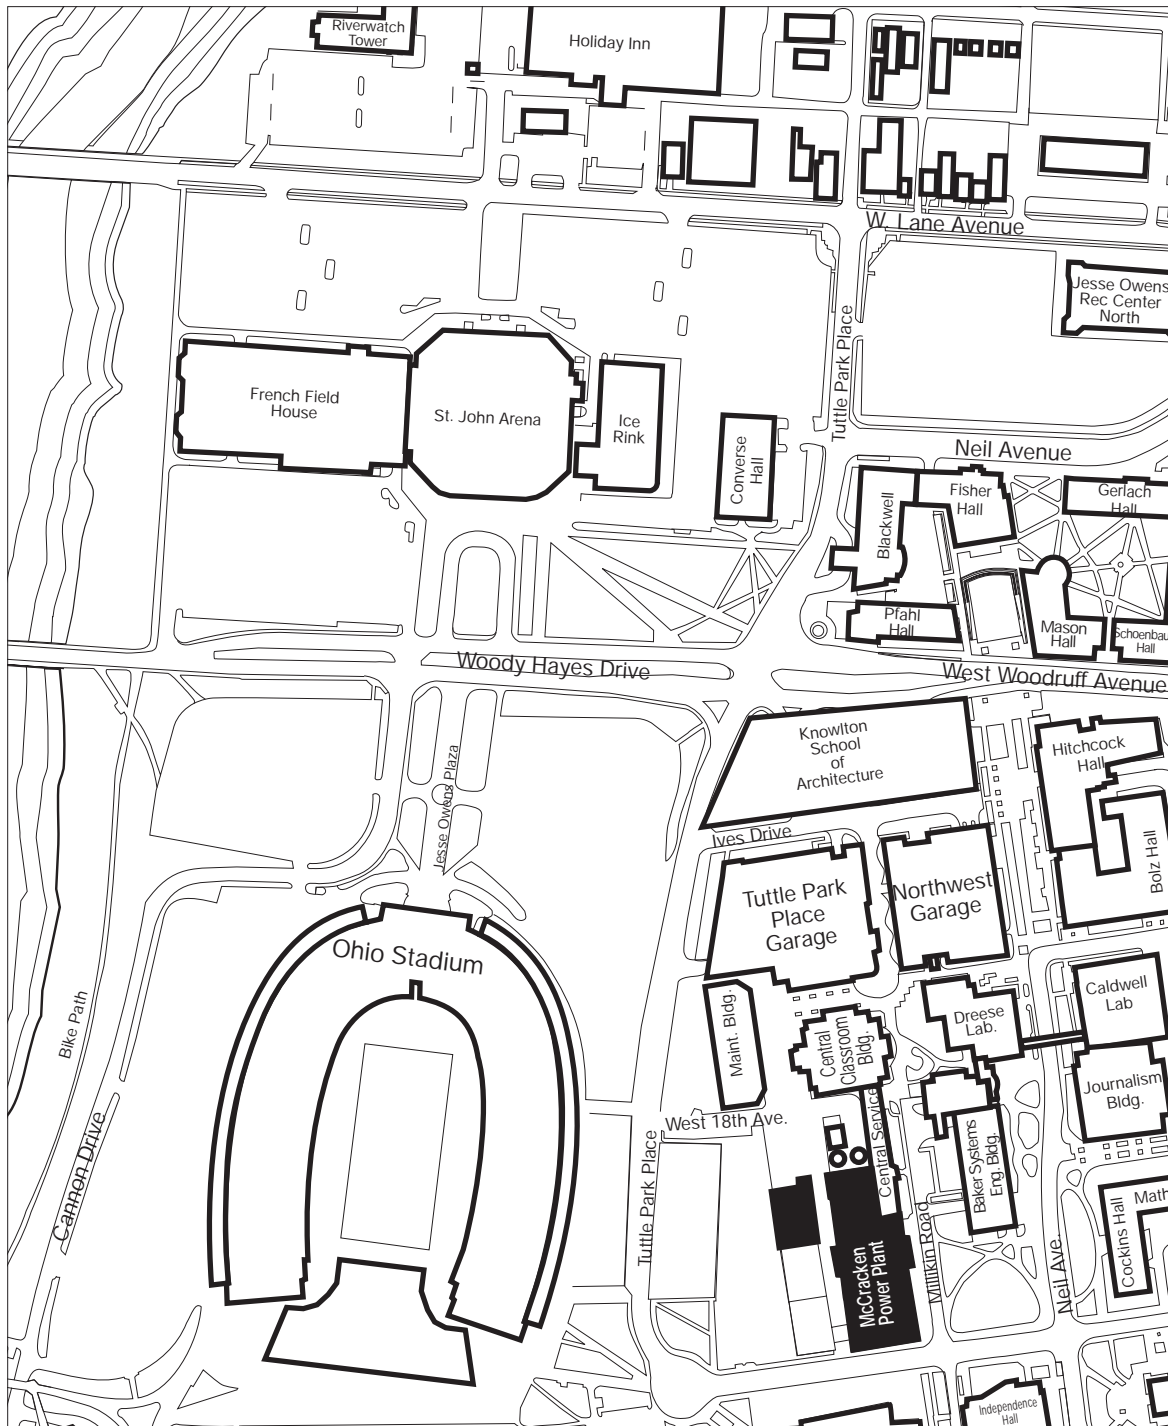 Riverwatch
Tower
Holiday Inn
W. Lane Avenue
Jesse Owens
Rec Center
North
Tuttle Park Place
French Field
House
St. John Arena
Ice
Rink
Converse
Hall
Neil Avenue
Blackwell
Fisher
Hall
Gerlach
Hall
Pfahl
Hall
Mason
Hall
Schoenbau
Hall
Woody Hayes Drive
West Woodruff Avenue
Knowlton
School
of
Architecture
Hitchcock
Hall
Jesse Owens Plaza
Ives Drive
Bolz Hall
Tuttle Park
Place
Garage
Northwest
Garage
Ohio Stadium
Bike Path
Maint. Bldg.
Central
Classroom
Bldg.
Dreese
Lab.
Caldwell
Lab
Journalism
Bldg.
West 18th Ave.
Central Service
Baker Systems
Eng. Bldg.
Cannon Drive
Tuttle Park Place
McCracken
Power Plant
Millikin Road
Neil Ave.
Cockins Hall
Math
Independence
Hall